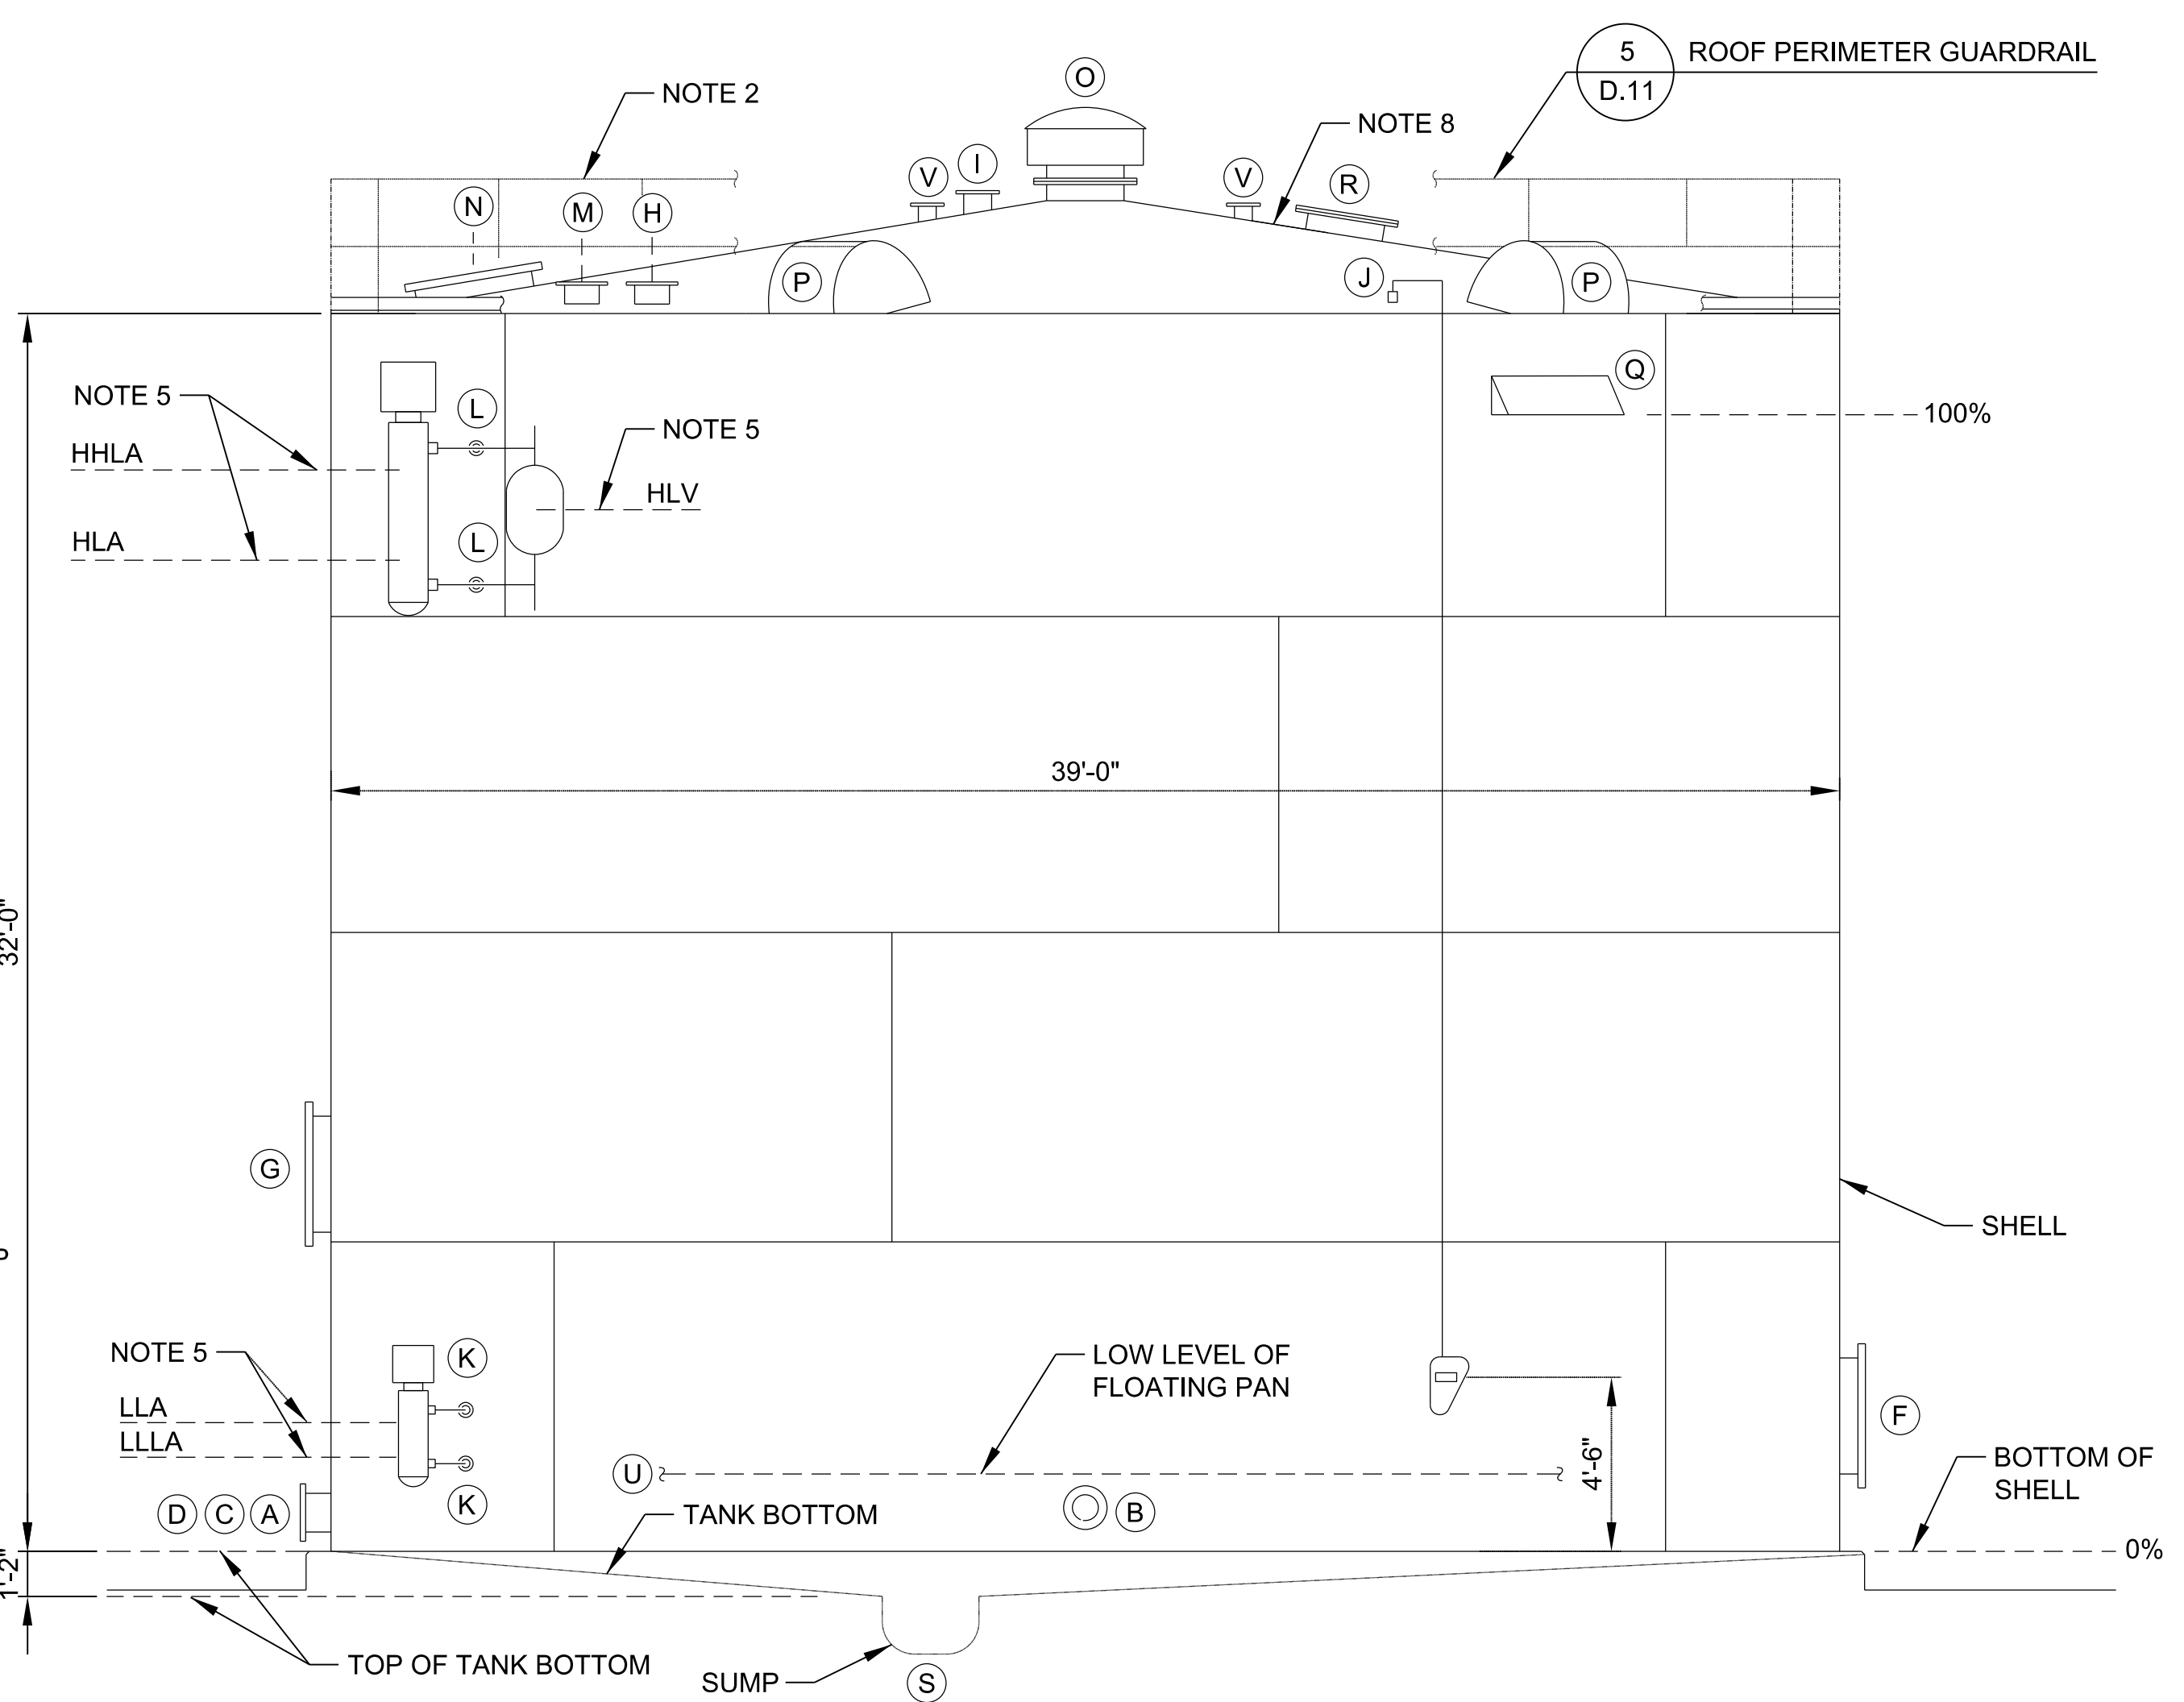 5
D.11
ROOF PERIMETER GUARDRAIL
O
NOTE 2
NOTE 8
V
I
V
R
N
M
H
P
J
P
Q
NOTE 5
L
NOTE 5
100%
HHLA
HLV
HLA
L
39'-0"
32'-0"
G
SHELL
NOTE 5
K
LOW LEVEL OF
FLOATING PAN
LLA
LLLA
F
4'-6"
U
BOTTOM OF
SHELL
D
C
A
K
TANK BOTTOM
B
0%
1'-2"
TOP OF TANK BOTTOM
SUMP
S